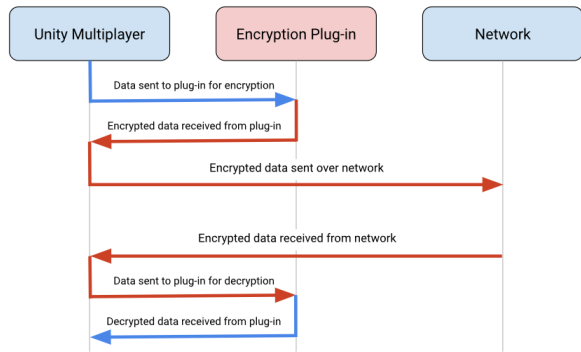 Unity Multiplayer
Encryption Plug-in
Network
Data sent to plug-in for encryption
Encrypted data received from plug-in
Encrypted data sent over network
Encrypted data received from network
Data sent to plug-in for decryption
Decrypted data received from plug-in